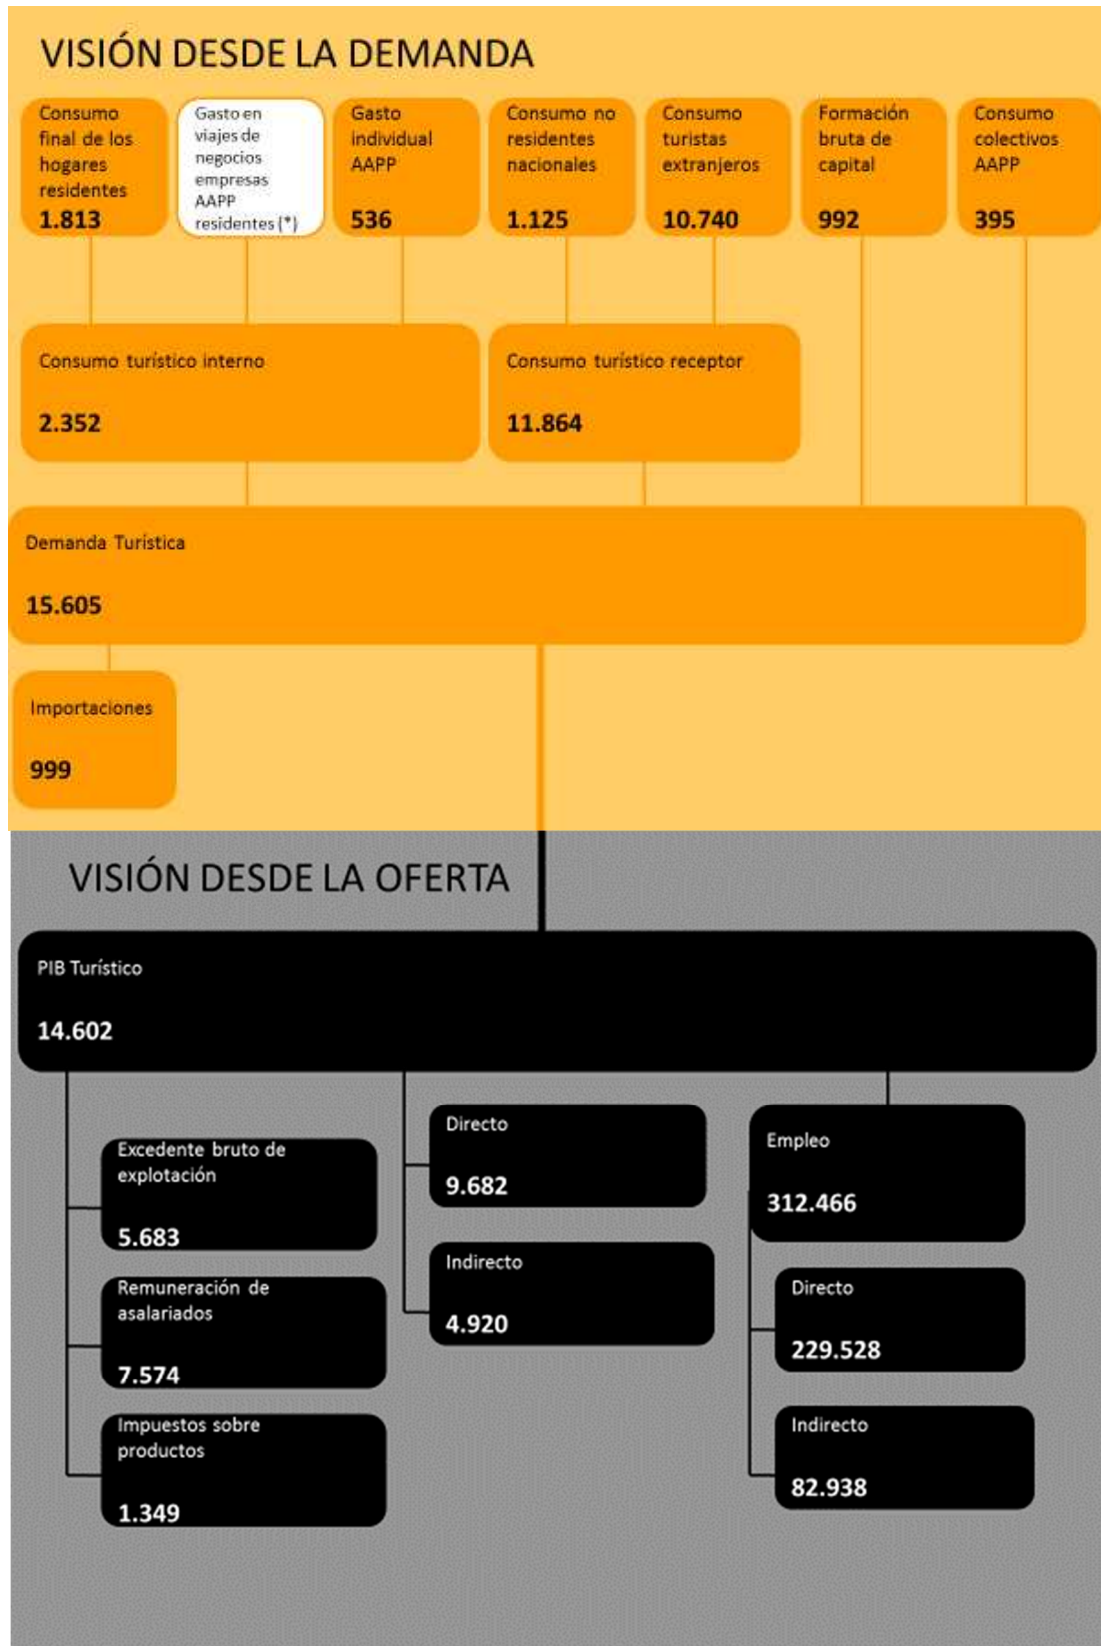 VISIÓN DESDE LA DEMANDA
Consumo
final de los
hogares
residentes
1.813
Gasto en
viajes de
negocios
empresas
AAPP
residentes (*)
Gasto
individual
AAPP
536
Consumo no
residentes
nacionales
1.125
Consumo
turistas
extranjeros
10.740
Formación
bruta de
capital
992
Consumo
colectivos
AAPP
395
Consumo turístico interno
2.352
Consumo turístico receptor
11.864
Demanda Turística
15.605
Importaciones
999
VISIÓN DESDE LA OFERTA
PIB Turístico
14.602
Excedente bruto de
explotación
5.683
Remuneración de
asalariados
7.574
Impuestos sobre
productos
1.349
Directo
9.682
Indirecto
4.920
Empleo
312.466
Directo
229.528
Indirecto
82.938